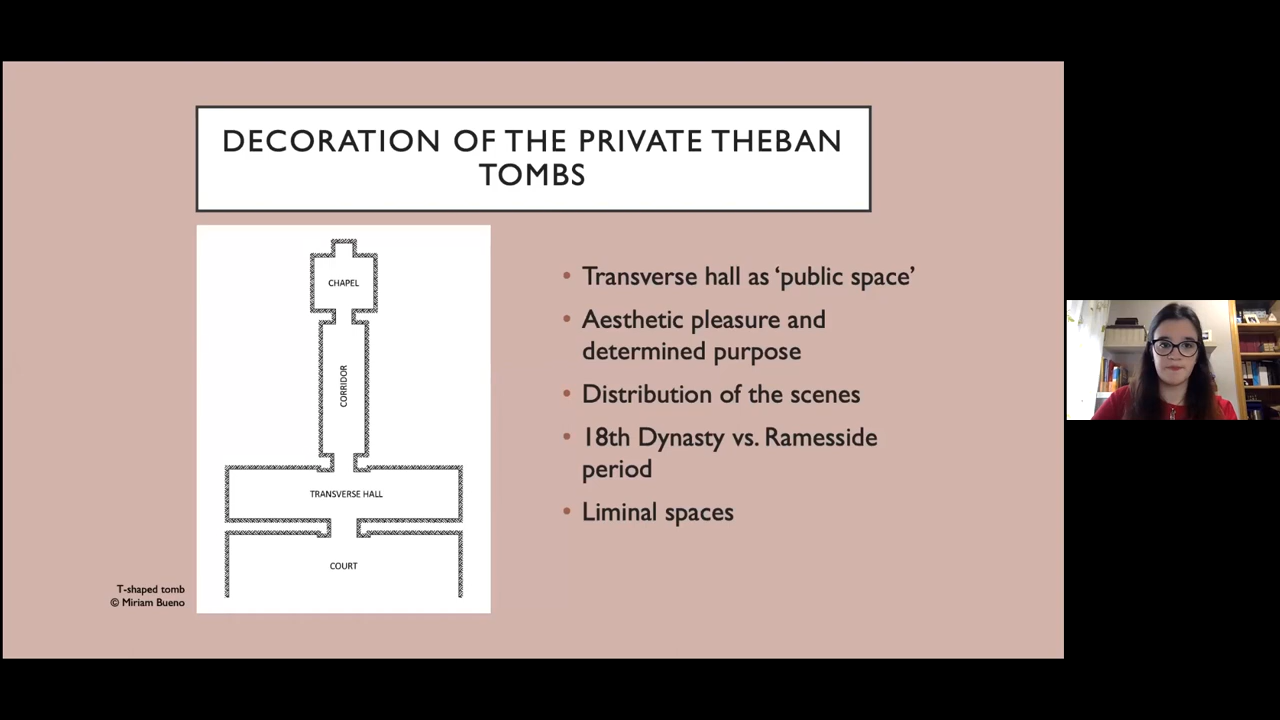 DECORATION OF THE PRIVATE THEBAN
TOMBS
CHAPEL
CORRIDOR
TRANSVERSE HALL
COURT
T-shaped tomb
© Miriam Bueno
• Transverse hall as ‘public space’
• Aesthetic pleasure and
determined purpose
• Distribution of the scenes
• 18th Dynasty vs. Ramesside
period
• Liminal spaces